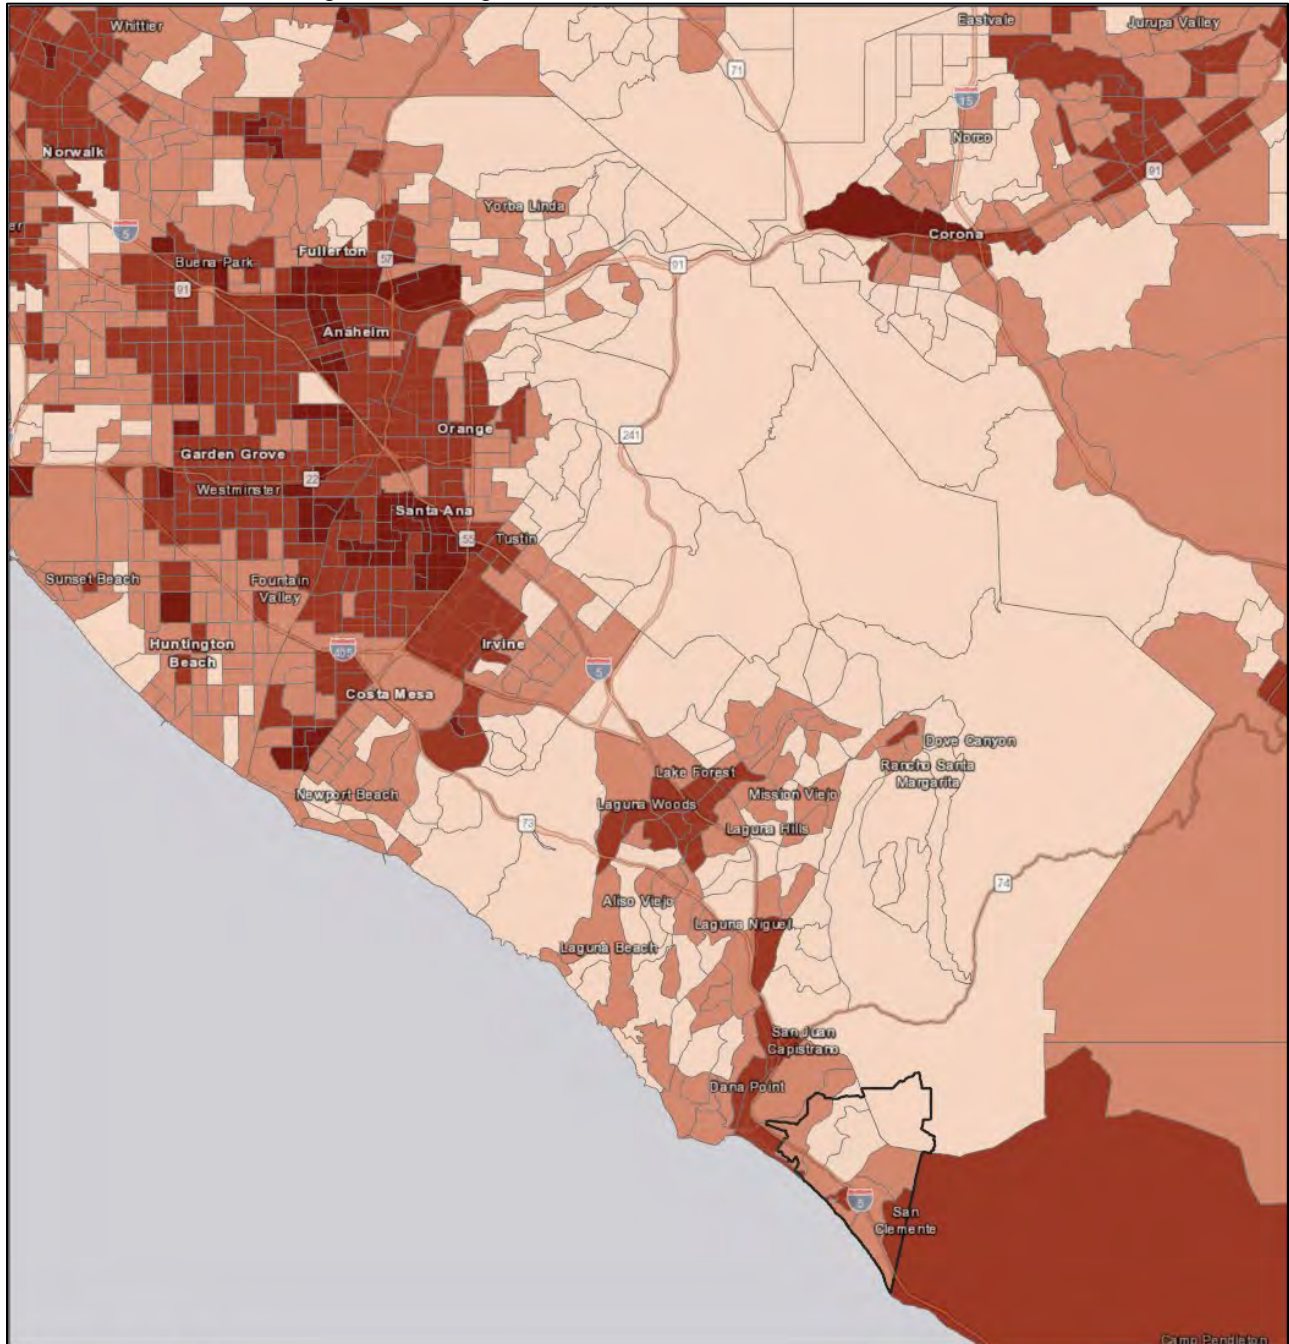 Whittier
Eastvale
Jurupa Valley
71
15
Norco
Norwalk
91
Yorba Linda
5
er
Corona
Fullerton
57
Buena Park
91
91
Anaheim
Orange
241
Garden Grove
22
Westminster
Santa Ana
55
Tustin
Sunset Beach
Fountain
Valley
Huntington
Beach
405
Irvine
5
Costa Mesa
Dove Canyon
Lake Forest
Rancho Santa
Margarita
Newport Beach
Laguna Woods
Mission Viejo
73
Laguna Hills
74
Aliso Viejo
Laguna Niguel
Laguna Beach
San Juan
Capistrano
Dana Point
5
San
Clemente
Camp Pendleton